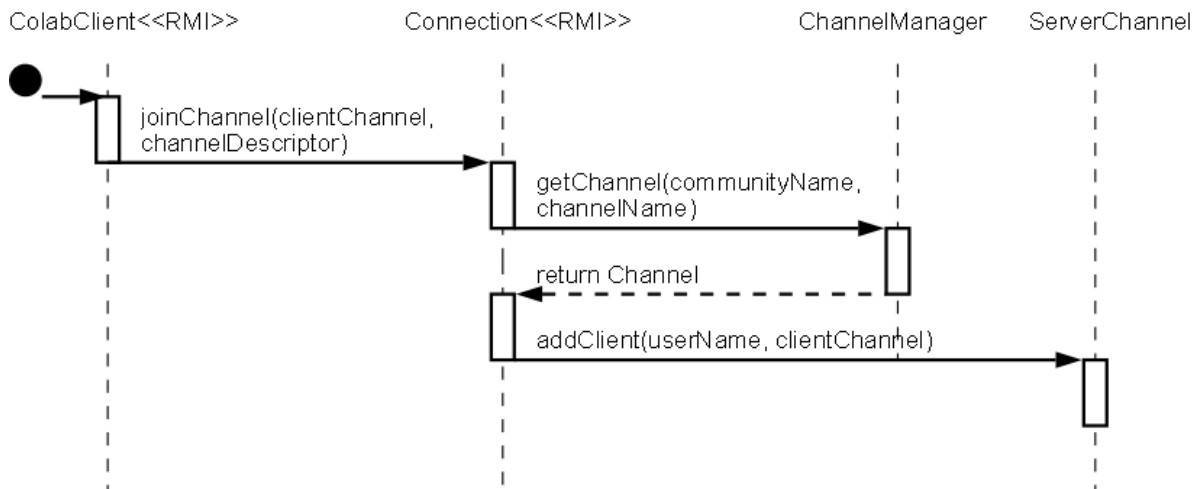 ColabClient<<RMI>> Connection<<RMI>> ChannelManager ServerChannel
joinChannel(clientChannel,
channelDescriptor)
getChannel(communityName,
channelName)
return Channel
addClient(userName, clientChannel)